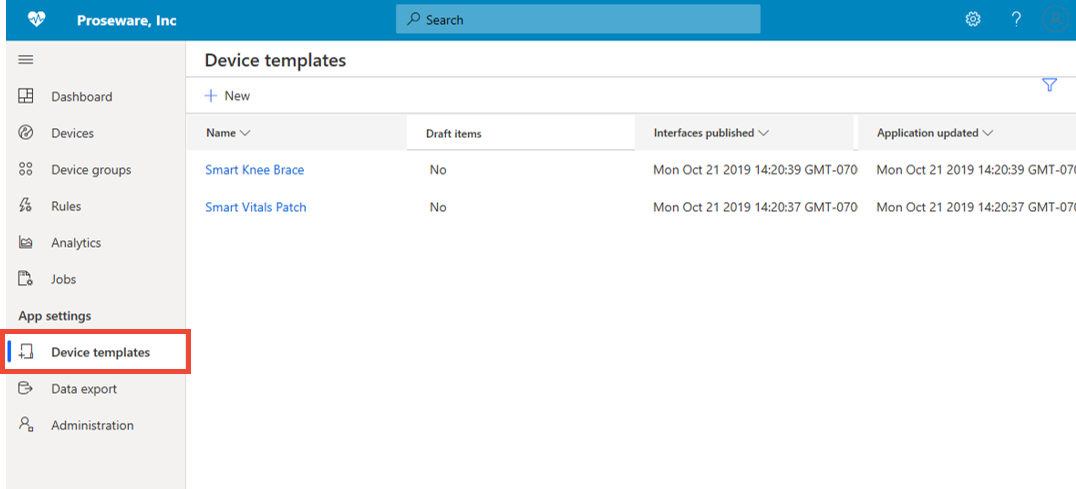 Proseware, Inc
Search
?
Device templates
New
Dashboard
Devices
Device groups
Rules
Analytics
Jobs
App settings
Device templates
Data export
Administration
Name Draft items Interfaces published Application updated
Smart Knee Brace No Mon Oct 21 2019 14:20:39 GMT-070 Mon Oct 21 2019 14:20:39 GMT-070
Smart Vitals Patch No Mon Oct 21 2019 14:20:37 GMT-070 Mon Oct 21 2019 14:20:37 GMT-070